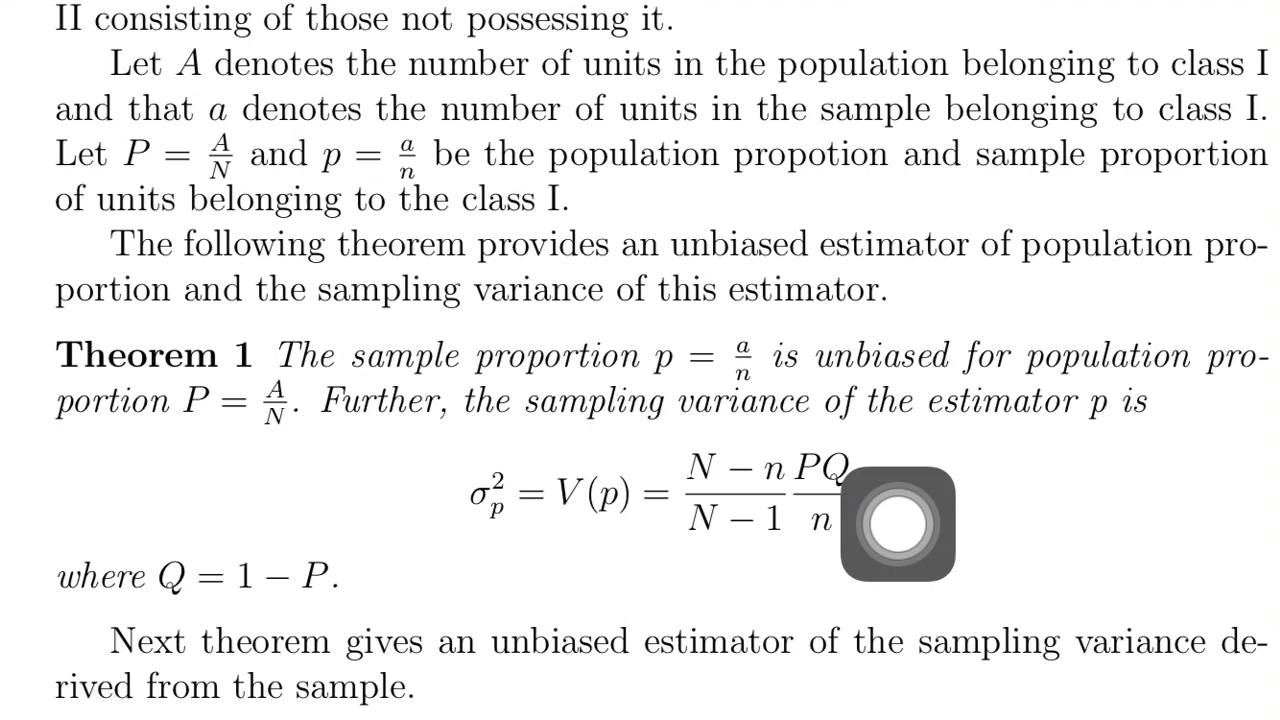 II consisting of those not possessing it.
Let A denotes the number of units in the population belonging to class I
and that a denotes the number of units in the sample belonging to class I.
Let P = A/N and p = a/n be the population propotion and sample proportion
of units belonging to the class I.
The following theorem provides an unbiased estimator of population pro-
portion and the sampling variance of this estimator.
Theorem 1 The sample proportion p = a/n is unbiased for population pro-
portion P = A/N. Further, the sampling variance of the estimator p is
σ_p^2 = V(p) = (N − n)/(N − 1) PQ/n
where Q = 1 − P.
Next theorem gives an unbiased estimator of the sampling variance de-
rived from the sample.